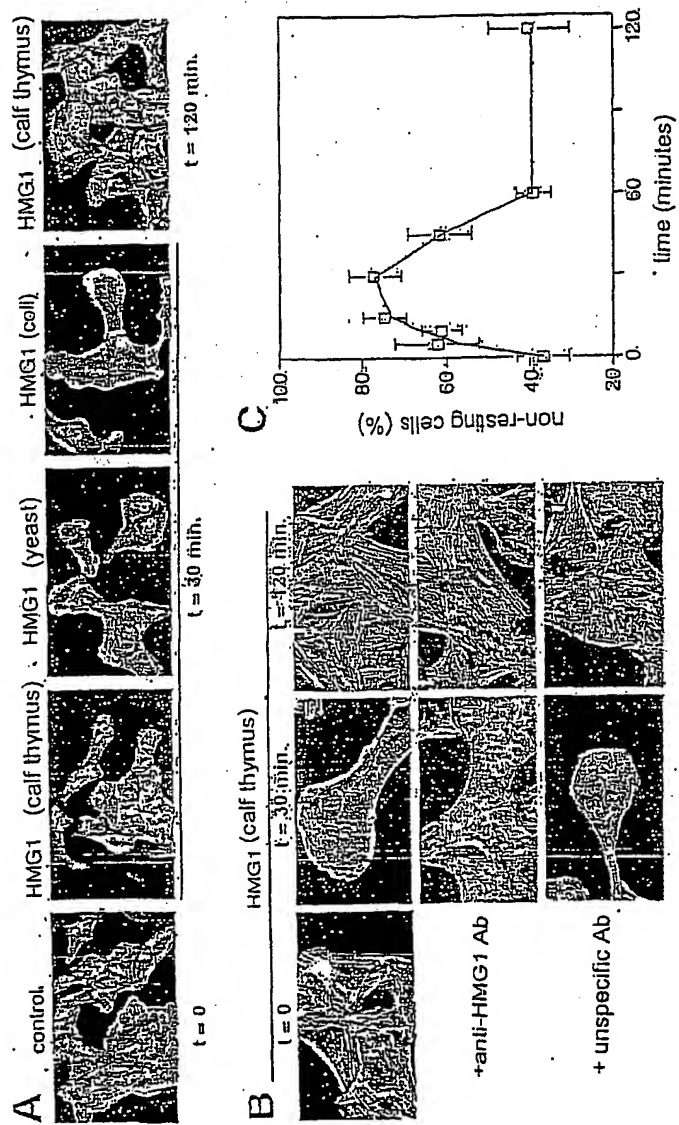 A
control
HMG1 (calf thymus)
HMG1 (yeast)
HMG1 (coll)
HMG1 (calf thymus)
t = 0
t = 30 min.
t = 120 min.
B
HMG1 (calf thymus)
t = 0
t = 30 min.
t = 120 min.
+anti-HMG1 Ab
+ unspecific Ab
C
non-resting cells (%)
100.
80.
60.
40.
20
0.
60
120.
time (minutes)